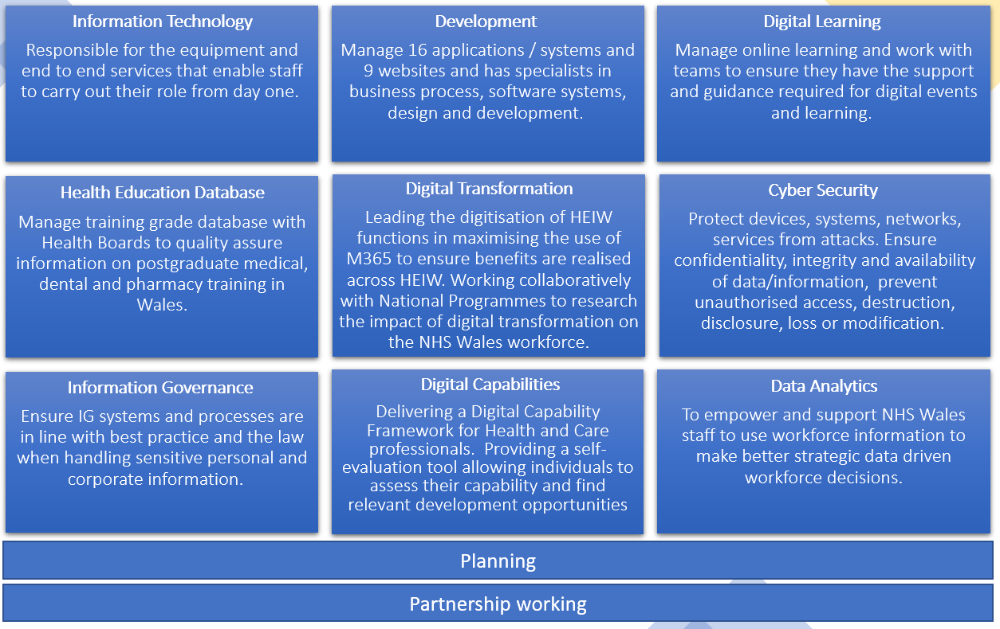 Information Technology
Responsible for the equipment and
end to end services that enable staff
to carry out their role from day one.
Development
Manage 16 applications / systems and
9 websites and has specialists in
business process, software systems,
design and development.
Digital Learning
Manage online learning and work with
teams to ensure they have the support
and guidance required for digital events
and learning.
Health Education Database
Manage training grade database with
Health Boards to quality assure
information on postgraduate medical,
dental and pharmacy training in
Wales.
Digital Transformation
Leading the digitisation of HEIW
functions in maximising the use of
M365 to ensure benefits are realised
across HEIW. Working collaboratively
with National Programmes to research
the impact of digital transformation on
the NHS Wales workforce.
Cyber Security
Protect devices, systems, networks,
services from attacks. Ensure
confidentiality, integrity and availability
of data/information,  prevent
unauthorised access, destruction,
disclosure, loss or modification.
Information Governance
Ensure IG systems and processes are
in line with best practice and the law
when handling sensitive personal and
corporate information.
Digital Capabilities
Delivering a Digital Capability
Framework for Health and Care
professionals.  Providing a self-
evaluation tool allowing individuals to
assess their capability and find
relevant development opportunities
Data Analytics
To empower and support NHS Wales
staff to use workforce information to
make better strategic data driven
workforce decisions.
Planning
Partnership working